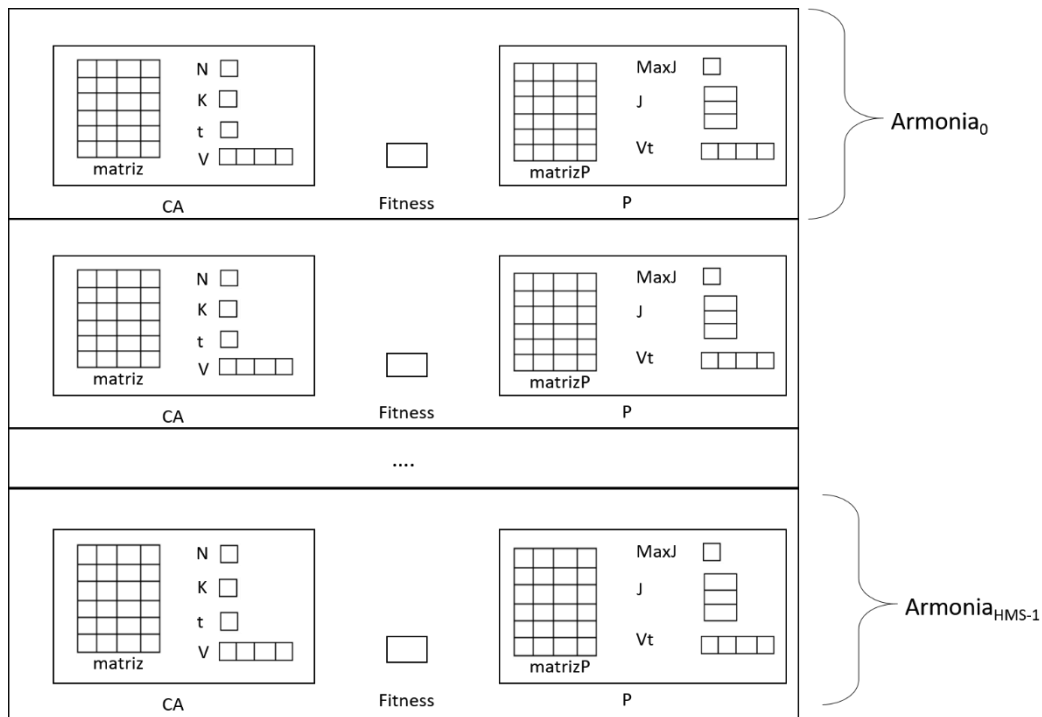 N
K
t
V
matriz
CA
Fitness
MaxJ
J
Vt
matrizP
P
Armonia0
N
K
t
V
matriz
CA
Fitness
MaxJ
J
Vt
matrizP
P
....
N
K
t
V
matriz
CA
Fitness
MaxJ
J
Vt
matrizP
P
ArmoniaHMS-1